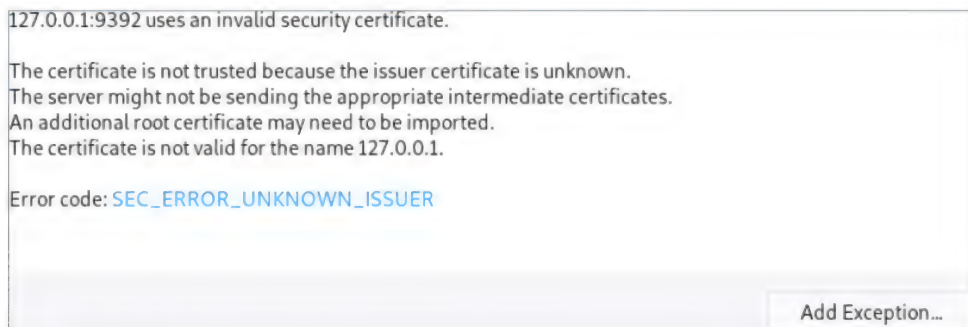 127.0.0.1:9392 uses an invalid security certificate.
The certificate is not trusted because the issuer certificate is unknown.
The server might not be sending the appropriate intermediate certificates.
An additional root certificate may need to be imported.
The certificate is not valid for the name 127.0.0.1.
Error code: SEC_ERROR_UNKNOWN_ISSUER
Add Exception...